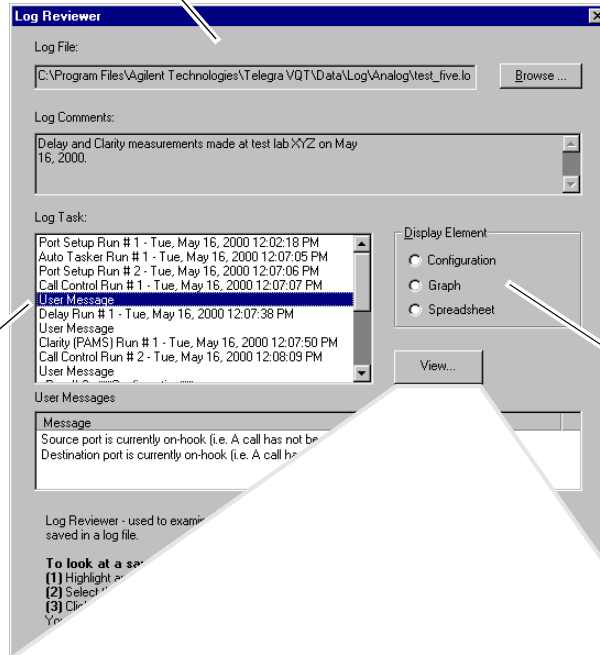 Log Reviewer
Log File:
C:\Program Files\Agilent Technologies\Telegra VQT\Data\Log\Analog\test_five.lo
Browse ...
Log Comments:
Delay and Clarity measurements made at test lab XYZ on May
16, 2000.
Log Task:
Port Setup Run # 1 - Tue, May 16, 2000 12:02:18 PM
Auto Tasker Run # 1 - Tue, May 16, 2000 12:07:05 PM
Port Setup Run # 2 - Tue, May 16, 2000 12:07:06 PM
Call Control Run # 1 - Tue, May 16, 2000 12:07:07 PM
User Message
Delay Run # 1 - Tue, May 16, 2000 12:07:38 PM
User Message
Clarity (PAMS) Run # 1 - Tue, May 16, 2000 12:07:50 PM
Call Control Run # 2 - Tue, May 16, 2000 12:08:09 PM
User Message
Display Element
Configuration
Graph
Spreadsheet
View...
User Messages
Message
Source port is currently on-hook (i.e. A call has not be
Destination port is currently on-hook (i.e. A call ha
Log Reviewer - used to examin
saved in a log file.
To look at a sa
(1) Highlight a
(2) Select th
(3) Clic
Yo